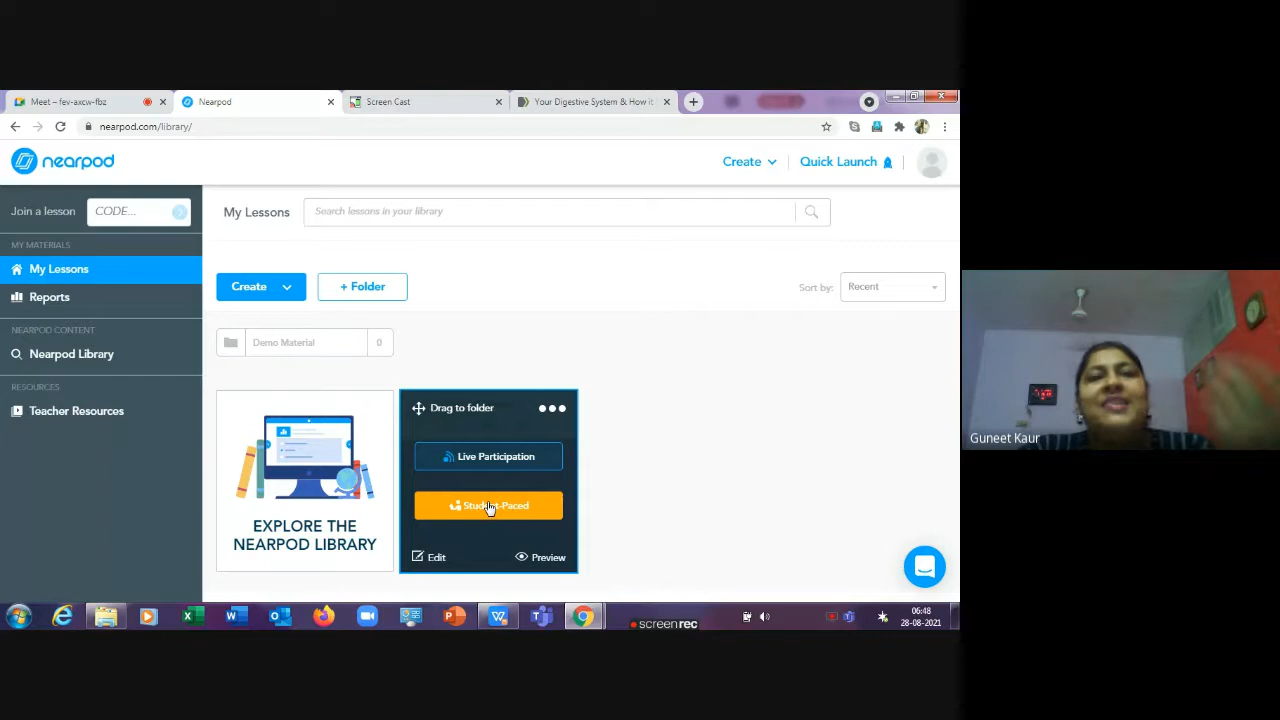 Meet – fev-axcw-fbz
Nearpod
Screen Cast
Your Digestive System & How it
nearpod.com/library/
nearpod
Create
Quick Launch
Join a lesson
CODE...
My Lessons
Search lessons in your library
MY MATERIALS
My Lessons
Reports
Create
+ Folder
Sort by:
Recent
NEARPOD CONTENT
Nearpod Library
Demo Material
0
RESOURCES
Teacher Resources
EXPLORE THE
NEARPOD LIBRARY
Drag to folder
Live Participation
Student-Paced
Edit
Preview
Guneet Kaur
screenrec
06:48
28-08-2021